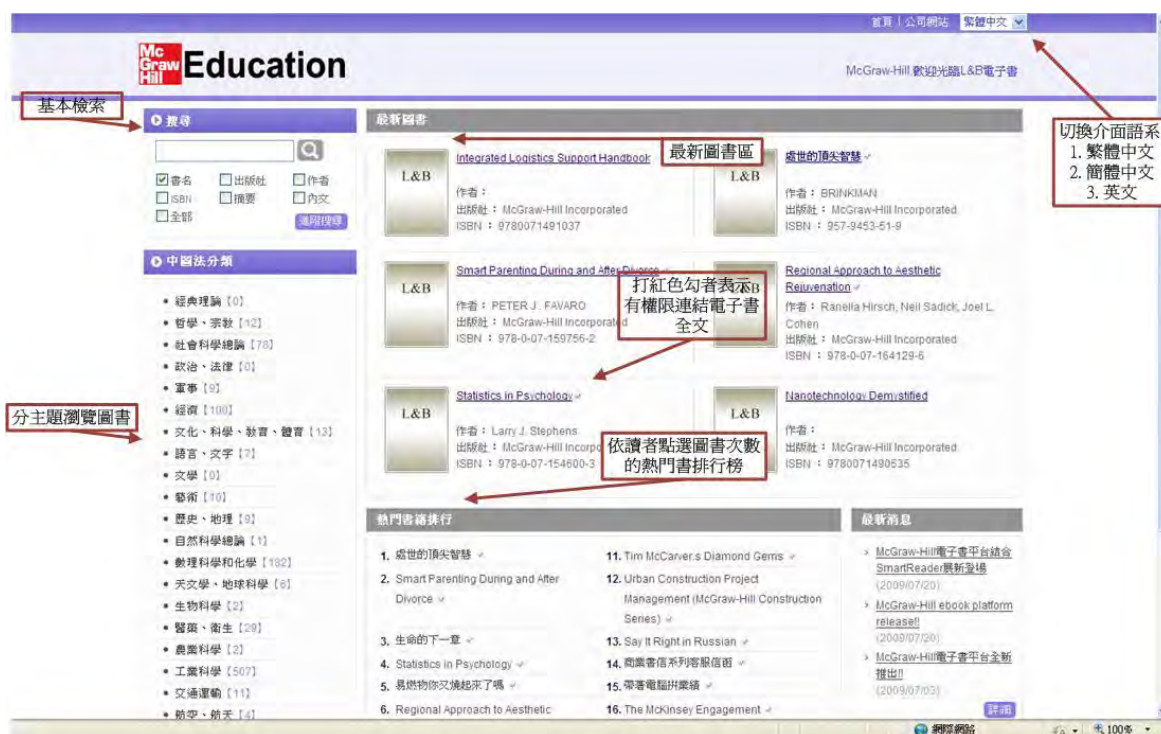 首頁 | 公司網站 繁體中文
Mc Graw Hill Education
McGraw-Hill 歡迎光臨L&B電子書
基本檢索
切換介面語系
1. 繁體中文
2. 簡體中文
3. 英文
搜尋
書名 出版社 作者
ISBN 摘要 內文
全部 進階搜尋
中圖法分類
經典理論 [0]
哲學、宗教 [12]
社會科學總論 [78]
政治、法律 [0]
軍事 [9]
經濟 [100]
文化、科學、教育、體育 [13]
語言、文字 [7]
文學 [0]
藝術 [10]
歷史、地理 [9]
自然科學總論 [1]
數理科學和化學 [182]
天文學、地球科學 [6]
生物科學 [2]
醫藥、衛生 [29]
農業科學 [2]
工業科學 [507]
交通運輸 [11]
航空、航天 [4]
分主題瀏覽圖書
最新圖書
最新圖書區
L&B
Integrated Logistics Support Handbook
作者：
出版社： McGraw-Hill Incorporated
ISBN： 9780071491037
L&B
處世的頂尖智慧
作者： BRINKMAN
出版社： McGraw-Hill Incorporated
ISBN： 957-9453-51-9
L&B
Smart Parenting During and After Divorce
作者： PETER J. FAVARO
出版社： McGraw-Hill Incorporated
ISBN： 978-0-07-159756-2
打紅色勾者表示
有權限連結電子書
全文
L&B
Regional Approach to Aesthetic
Rejuvenation
作者： Ranella Hirsch, Neil Sadick, Joel L.
Cohen
出版社： McGraw-Hill Incorporated
ISBN： 978-0-07-164129-6
L&B
Statistics in Psychology
作者： Larry J. Stephens
出版社： McGraw-Hill
ISBN： 978-0-07-154600-3
依讀者點選圖書次數
的熱門書排行榜
L&B
Nanotechnology Demystified
作者：
出版社： McGraw-Hill Incorporated
ISBN： 9780071490535
熱門書籍排行
1. 處世的頂尖智慧
2. Smart Parenting During and After
Divorce
3. 生命的下一章
4. Statistics in Psychology
5. 易燃物你又燒起來了嗎
6. Regional Approach to Aesthetic
11. Tim McCarver.s Diamond Gems
12. Urban Construction Project
Management (McGraw-Hill Construction
Series)
13. Say It Right in Russian
14. 商業書信系列客服信函
15. 帶著電腦拼業績
16. The McKinsey Engagement
最新消息
McGraw-Hill電子書平台結合
SmartReader嶄新登場
(2009/07/20)
McGraw-Hill ebook platform
release!!
(2009/07/20)
McGraw-Hill電子書平台全新
推出!!
(2009/07/03)
詳細
網際網路 100%